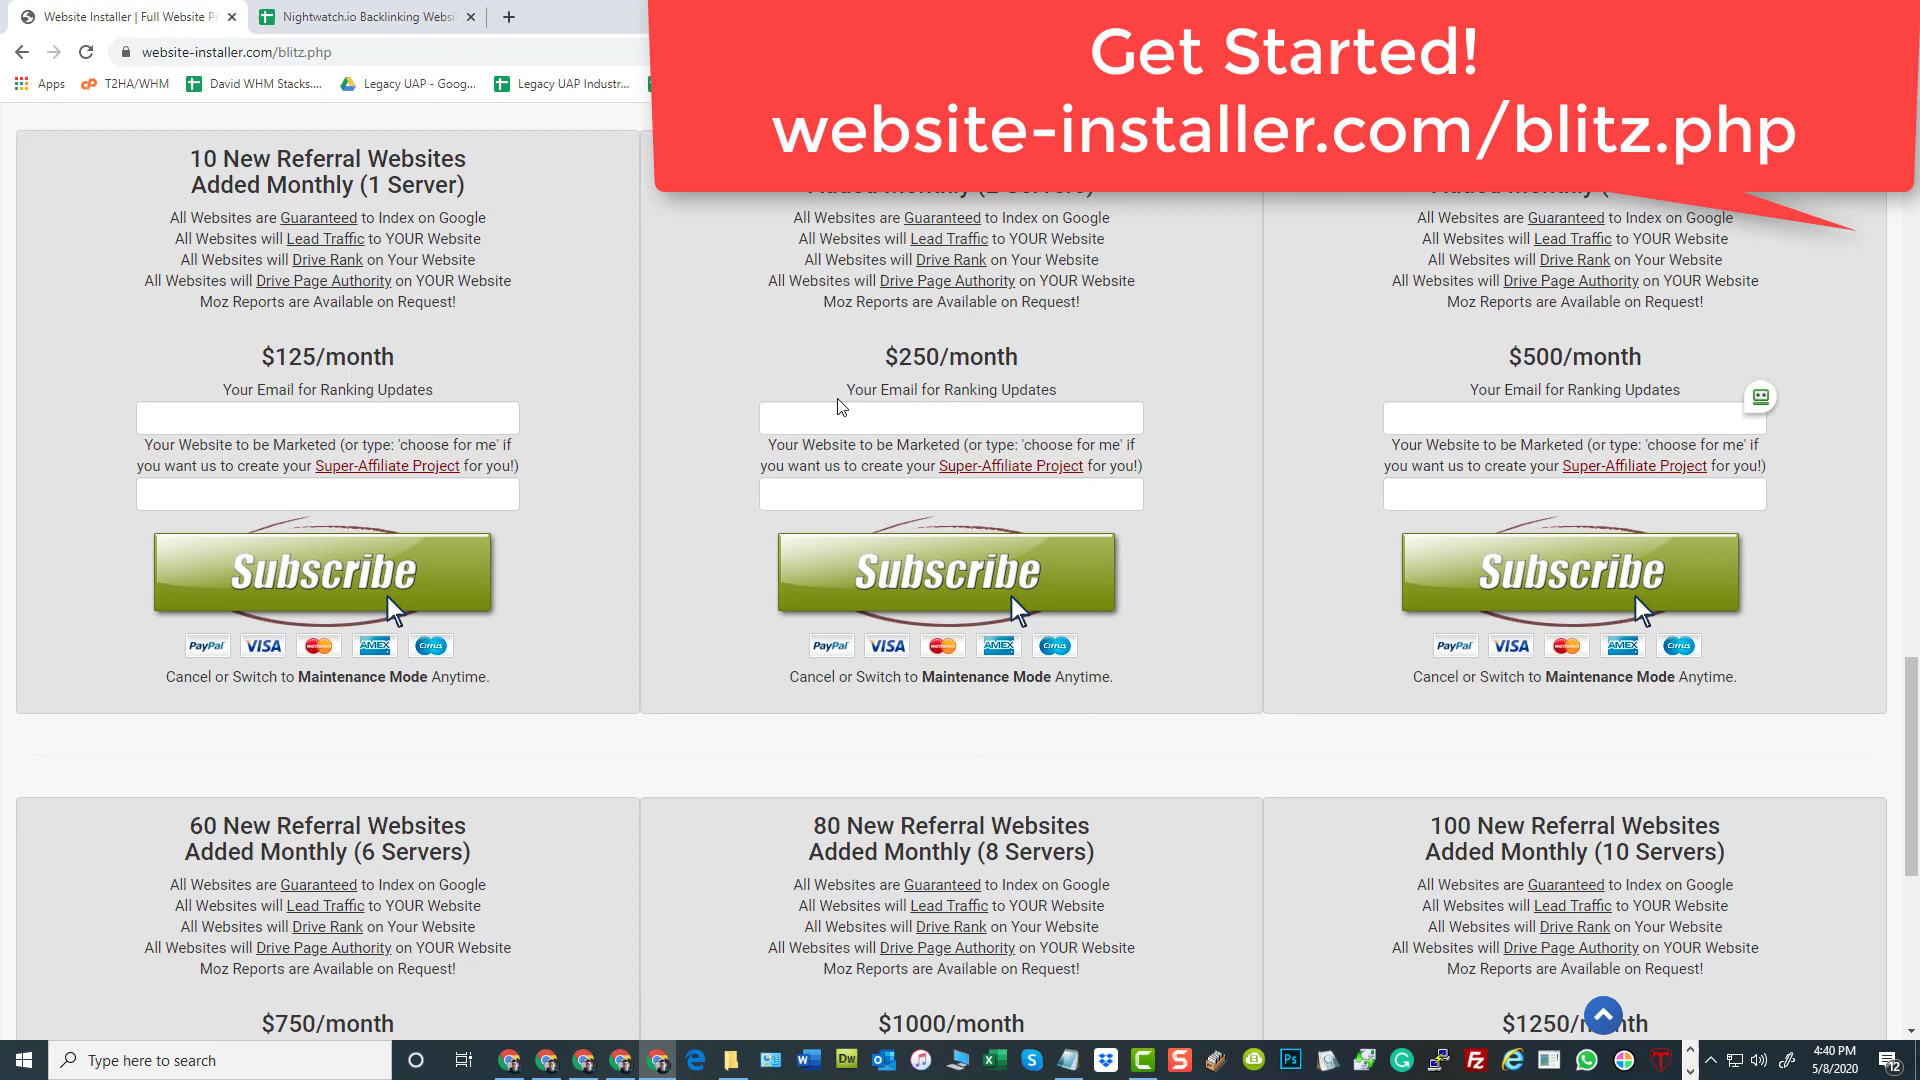 Website Installer | Full Website P
Nightwatch.io Backlinking Websi
website-installer.com/blitz.php
Apps
T2HA/WHM
David WHM Stacks....
Legacy UAP - Goog...
Legacy UAP Industr...
Get Started!
website-installer.com/blitz.php
10 New Referral Websites
Added Monthly (1 Server)
All Websites are Guaranteed to Index on Google
All Websites will Lead Traffic to YOUR Website
All Websites will Drive Rank on Your Website
All Websites will Drive Page Authority on YOUR Website
Moz Reports are Available on Request!
$125/month
Your Email for Ranking Updates
Your Website to be Marketed (or type: 'choose for me' if
you want us to create your Super-Affiliate Project for you!)
Subscribe
PayPal VISA MasterCard AMEX Cirrus
Cancel or Switch to Maintenance Mode Anytime.
All Websites are Guaranteed to Index on Google
All Websites will Lead Traffic to YOUR Website
All Websites will Drive Rank on Your Website
All Websites will Drive Page Authority on YOUR Website
Moz Reports are Available on Request!
$250/month
Your Email for Ranking Updates
Your Website to be Marketed (or type: 'choose for me' if
you want us to create your Super-Affiliate Project for you!)
Subscribe
PayPal VISA MasterCard AMEX Cirrus
Cancel or Switch to Maintenance Mode Anytime.
All Websites are Guaranteed to Index on Google
All Websites will Lead Traffic to YOUR Website
All Websites will Drive Rank on Your Website
All Websites will Drive Page Authority on YOUR Website
Moz Reports are Available on Request!
$500/month
Your Email for Ranking Updates
Your Website to be Marketed (or type: 'choose for me' if
you want us to create your Super-Affiliate Project for you!)
Subscribe
PayPal VISA MasterCard AMEX Cirrus
Cancel or Switch to Maintenance Mode Anytime.
60 New Referral Websites
Added Monthly (6 Servers)
All Websites are Guaranteed to Index on Google
All Websites will Lead Traffic to YOUR Website
All Websites will Drive Rank on Your Website
All Websites will Drive Page Authority on YOUR Website
Moz Reports are Available on Request!
$750/month
80 New Referral Websites
Added Monthly (8 Servers)
All Websites are Guaranteed to Index on Google
All Websites will Lead Traffic to YOUR Website
All Websites will Drive Rank on Your Website
All Websites will Drive Page Authority on YOUR Website
Moz Reports are Available on Request!
$1000/month
100 New Referral Websites
Added Monthly (10 Servers)
All Websites are Guaranteed to Index on Google
All Websites will Lead Traffic to YOUR Website
All Websites will Drive Rank on Your Website
All Websites will Drive Page Authority on YOUR Website
Moz Reports are Available on Request!
$1250/
Type here to search
4:40 PM
5/8/2020
12